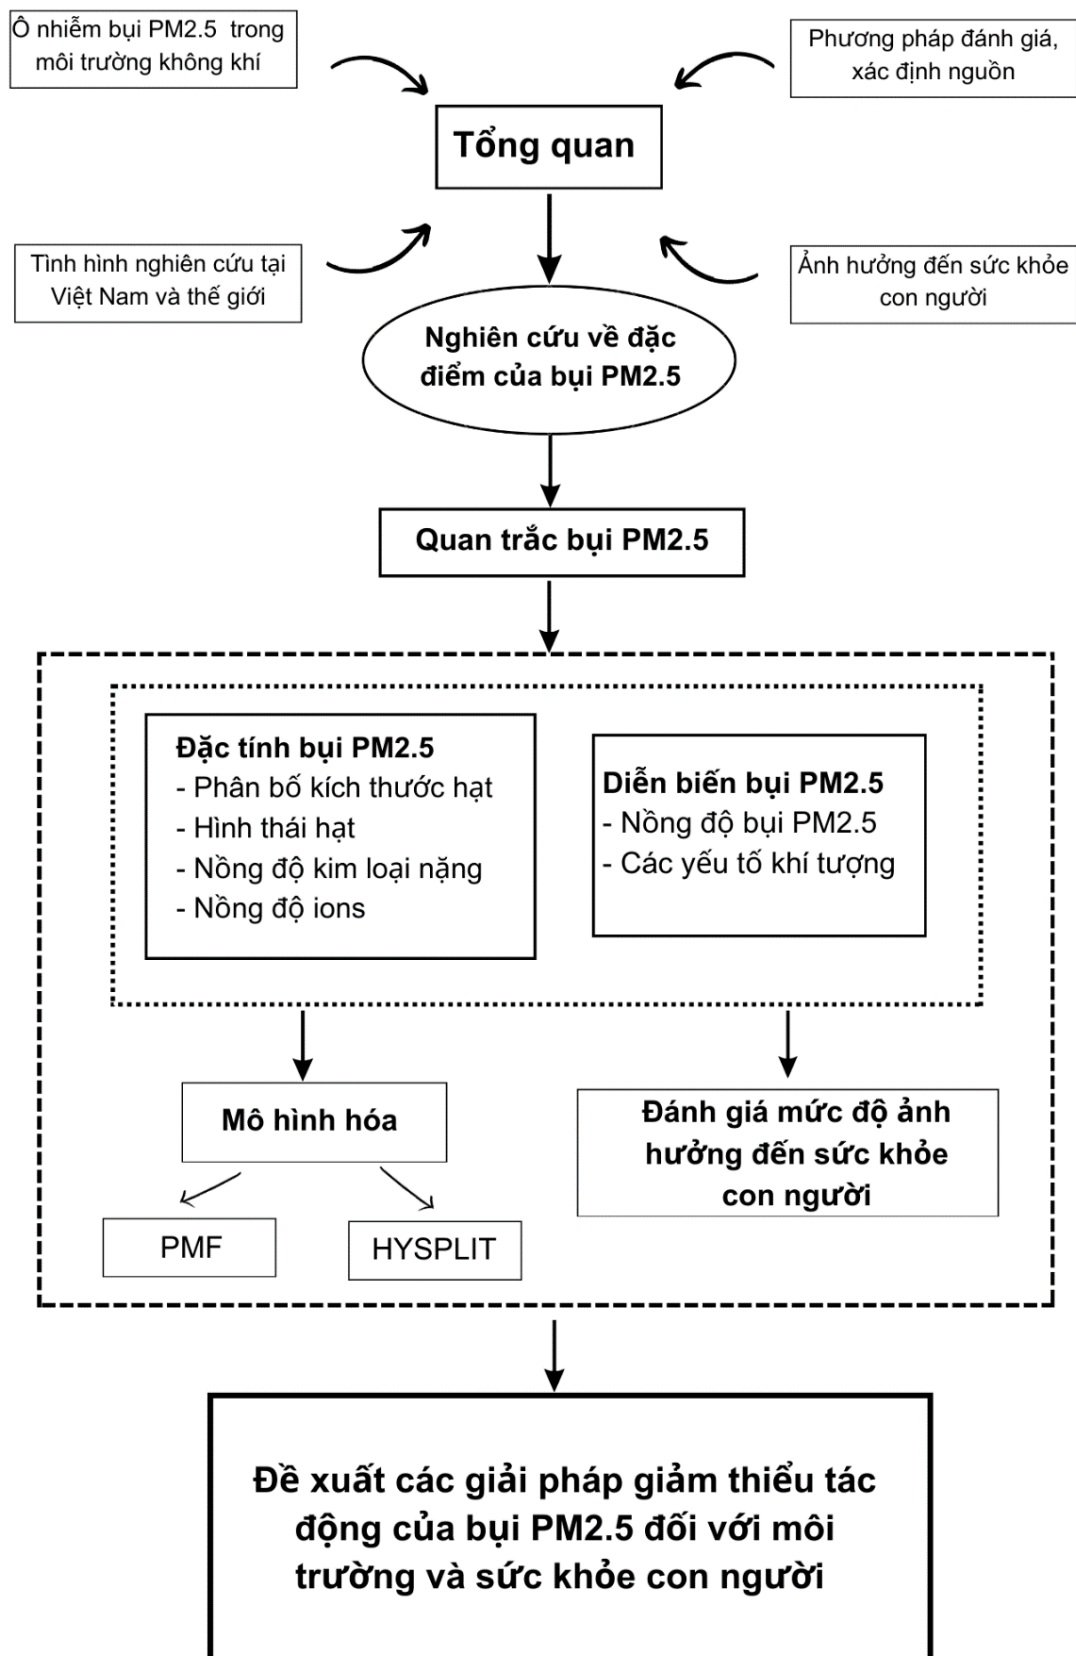 Ô nhiễm bụi PM2.5 trong
môi trường không khí
Phương pháp đánh giá,
xác định nguồn
Tổng quan
Tình hình nghiên cứu tại
Việt Nam và thế giới
Ảnh hưởng đến sức khỏe
con người
Nghiên cứu về đặc
điểm của bụi PM2.5
Quan trắc bụi PM2.5
Đặc tính bụi PM2.5
- Phân bố kích thước hạt
- Hình thái hạt
- Nồng độ kim loại nặng
- Nồng độ ions
Diễn biến bụi PM2.5
- Nồng độ bụi PM2.5
- Các yếu tố khí tượng
Mô hình hóa
PMF
HYSPLIT
Đánh giá mức độ ảnh
hưởng đến sức khỏe
con người
Đề xuất các giải pháp giảm thiểu tác
động của bụi PM2.5 đối với môi
trường và sức khỏe con người